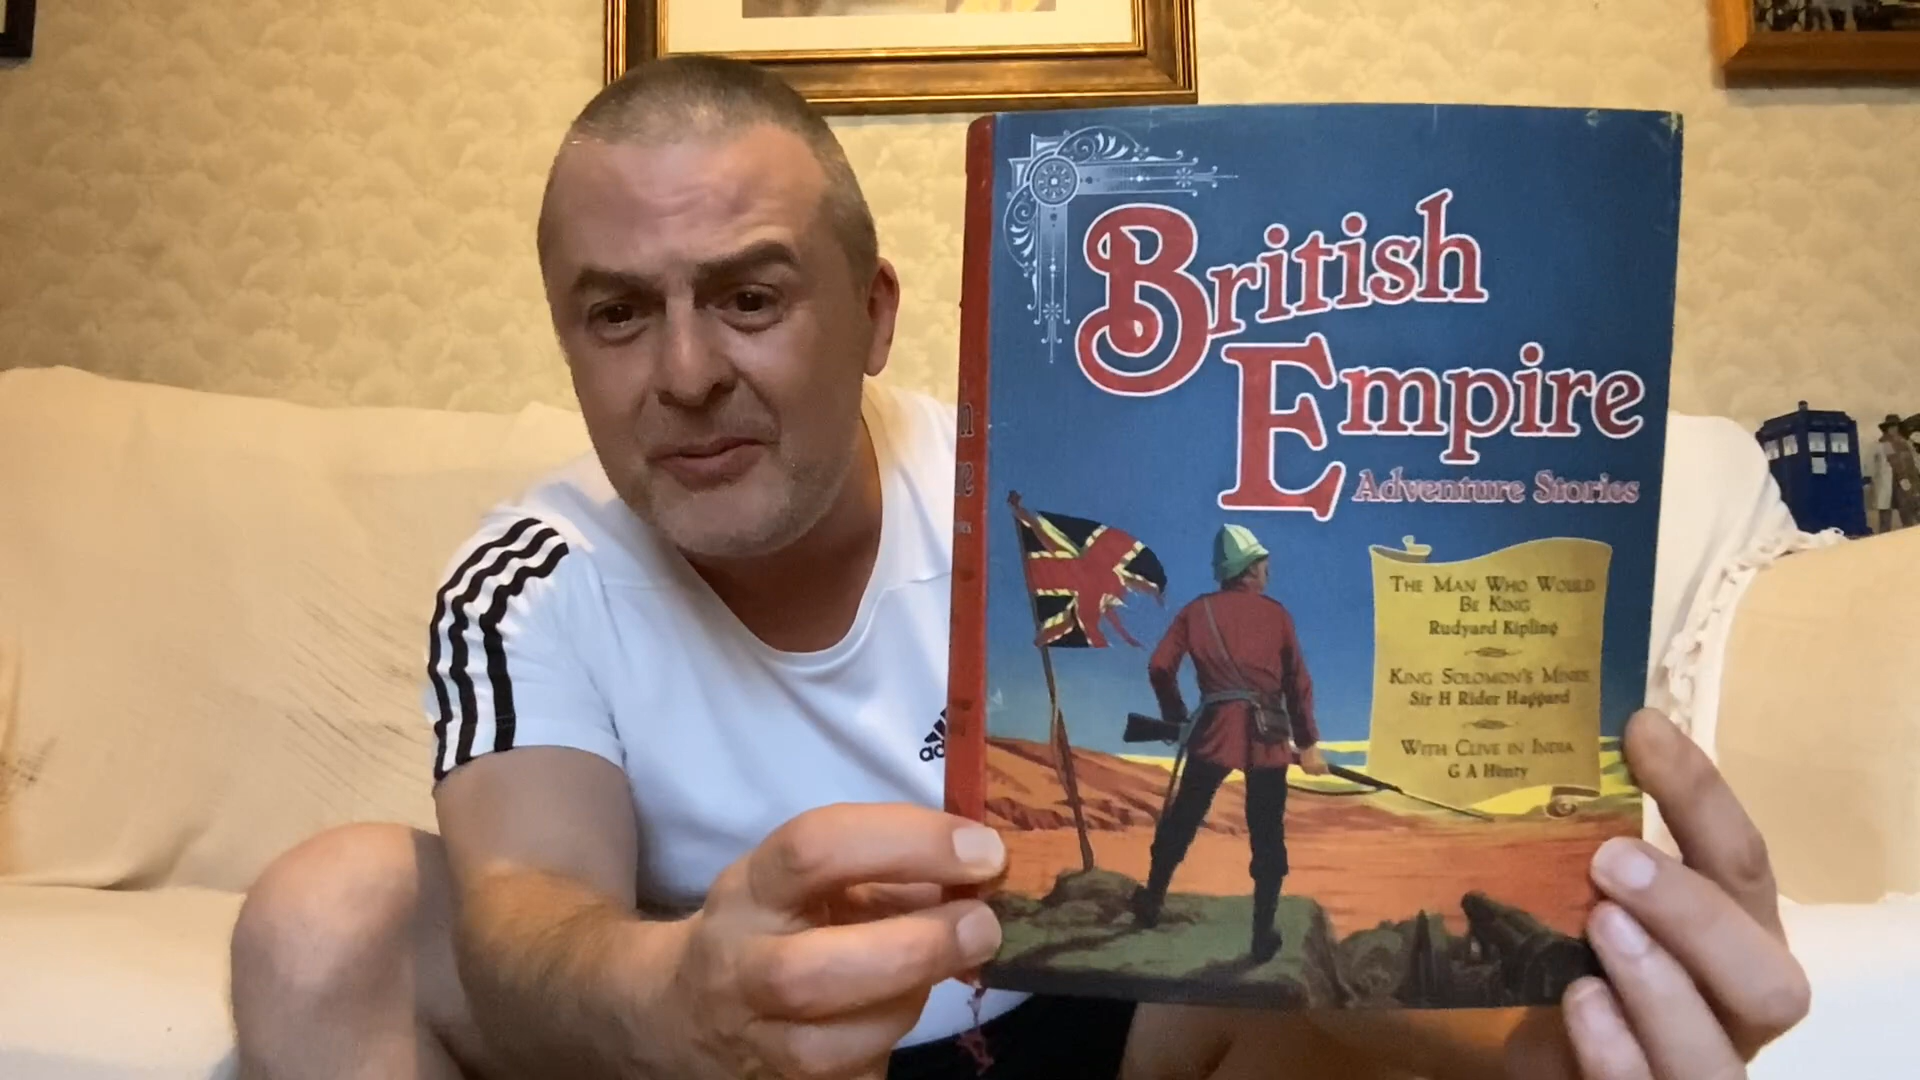 British
Empire
Adventure Stories
THE MAN WHO WOULD
BE KING
Rudyard Kipling
KING SOLOMON'S MINES
Sir H Rider Haggard
WITH CLIVE IN INDIA
G A Henty